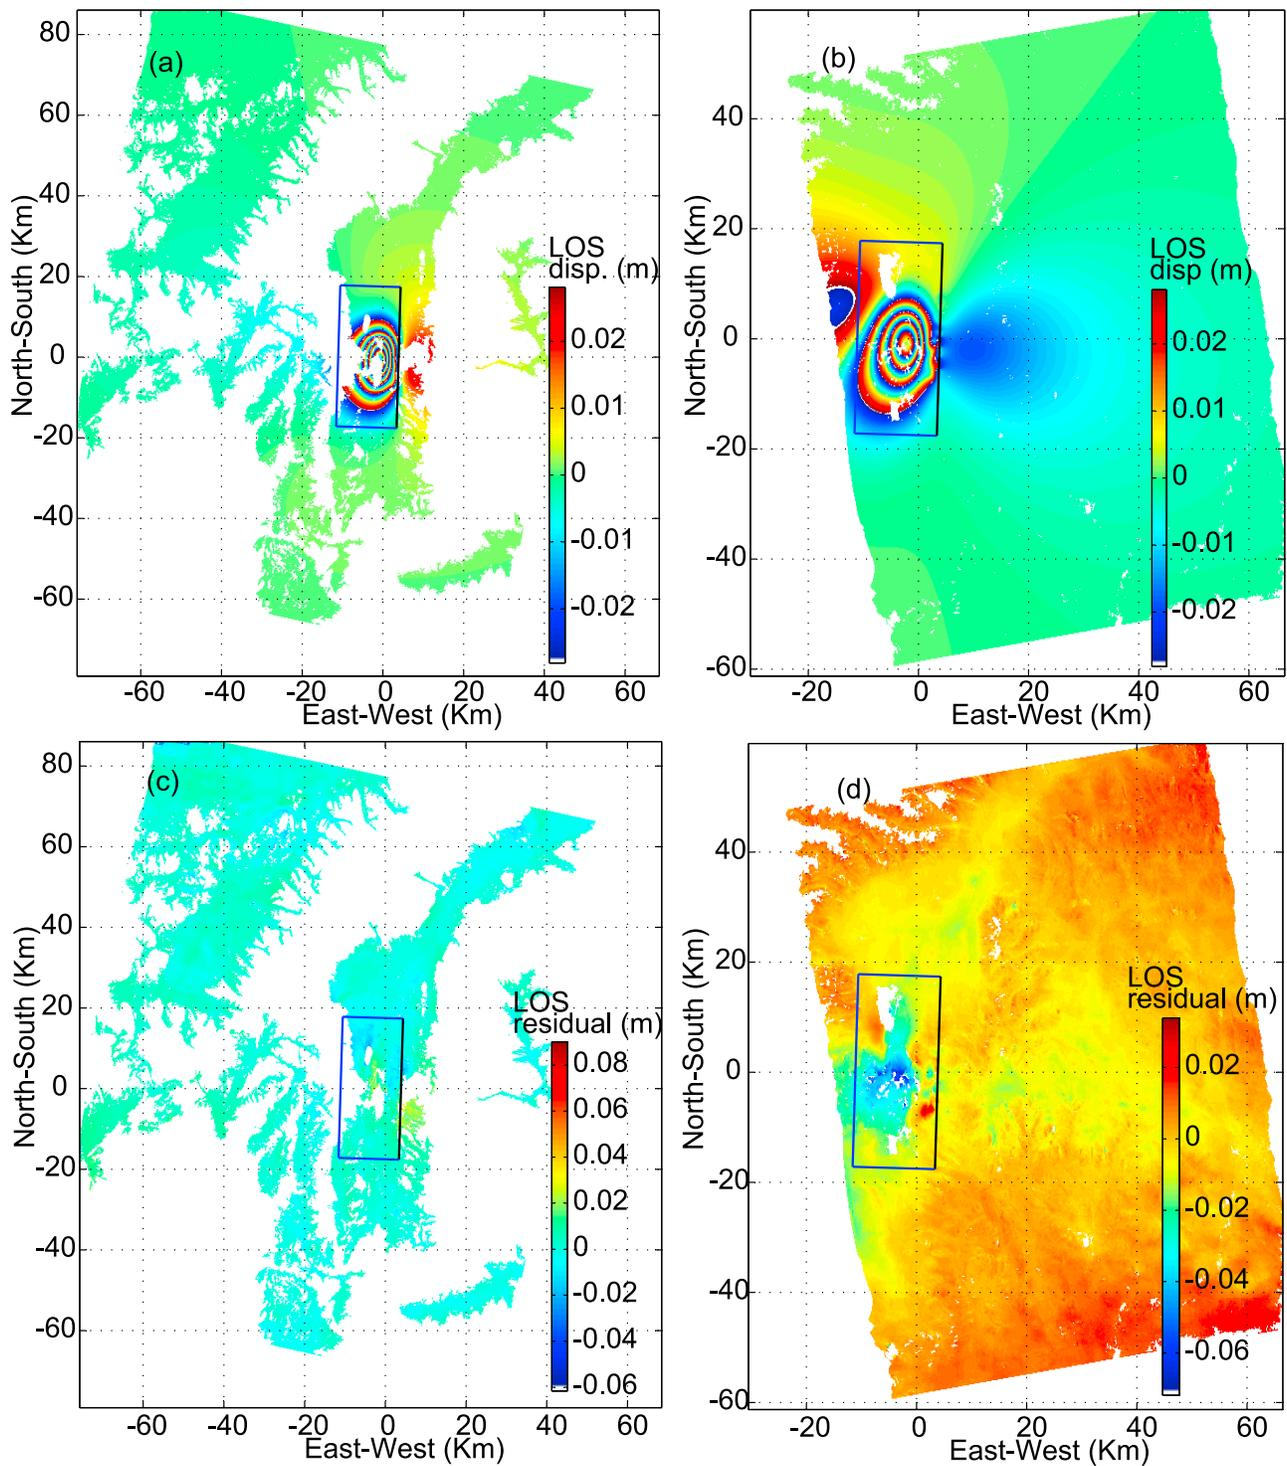 (a)
80
60
40
20
0
-20
-40
-60
North-South (Km)
-60 -40 -20 0 20 40 60
East-West (Km)
LOS
disp. (m)
0.02
0.01
0
-0.01
-0.02
(b)
40
20
0
-20
-40
-60
North-South (Km)
-20 0 20 40 60
East-West (Km)
LOS
disp (m)
0.02
0.01
0
-0.01
-0.02
(c)
80
60
40
20
0
-20
-40
-60
North-South (Km)
-60 -40 -20 0 20 40 60
East-West (Km)
LOS
residual (m)
0.08
0.06
0.04
0.02
0
-0.02
-0.04
-0.06
(d)
40
20
0
-20
-40
-60
North-South (Km)
-20 0 20 40 60
East-West (Km)
LOS
residual (m)
0.02
0
-0.02
-0.04
-0.06